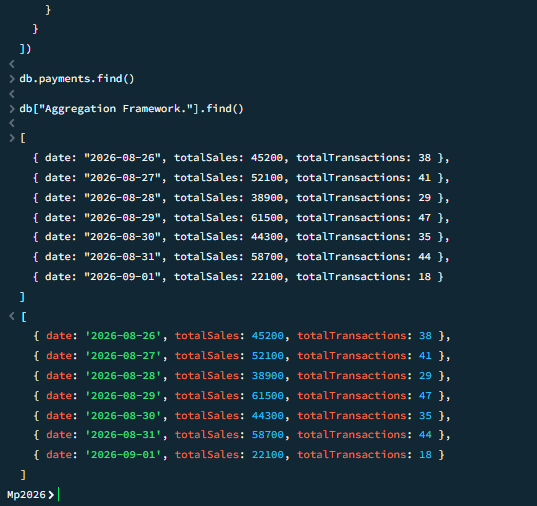 }
}
])
<
> db.payments.find()
<
> db["Aggregation Framework."].find()
<
> [
{ date: "2026-08-26", totalSales: 45200, totalTransactions: 38 },
{ date: "2026-08-27", totalSales: 52100, totalTransactions: 41 },
{ date: "2026-08-28", totalSales: 38900, totalTransactions: 29 },
{ date: "2026-08-29", totalSales: 61500, totalTransactions: 47 },
{ date: "2026-08-30", totalSales: 44300, totalTransactions: 35 },
{ date: "2026-08-31", totalSales: 58700, totalTransactions: 44 },
{ date: "2026-09-01", totalSales: 22100, totalTransactions: 18 }
]
< [
{ date: '2026-08-26', totalSales: 45200, totalTransactions: 38 },
{ date: '2026-08-27', totalSales: 52100, totalTransactions: 41 },
{ date: '2026-08-28', totalSales: 38900, totalTransactions: 29 },
{ date: '2026-08-29', totalSales: 61500, totalTransactions: 47 },
{ date: '2026-08-30', totalSales: 44300, totalTransactions: 35 },
{ date: '2026-08-31', totalSales: 58700, totalTransactions: 44 },
{ date: '2026-09-01', totalSales: 22100, totalTransactions: 18 }
]
Mp2026>